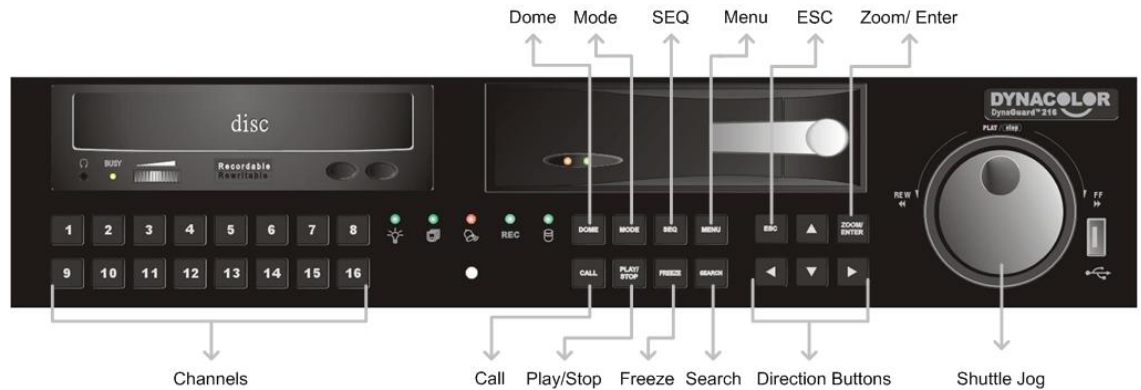 Dome Mode SEQ Menu ESC Zoom/ Enter
DYNACOLOR
DynaGuard™ 216
disc
PLAY / stop
BUSY
Recordable
Rewritable
REW FF
1 2 3 4 5 6 7 8
REC
DOME MODE SEQ MENU ESC ZOOM/
ENTER
9 10 11 12 13 14 15 16
CALL PLAY/
STOP FREEZE SEARCH
Channels Call Play/Stop Freeze Search Direction Buttons Shuttle Jog